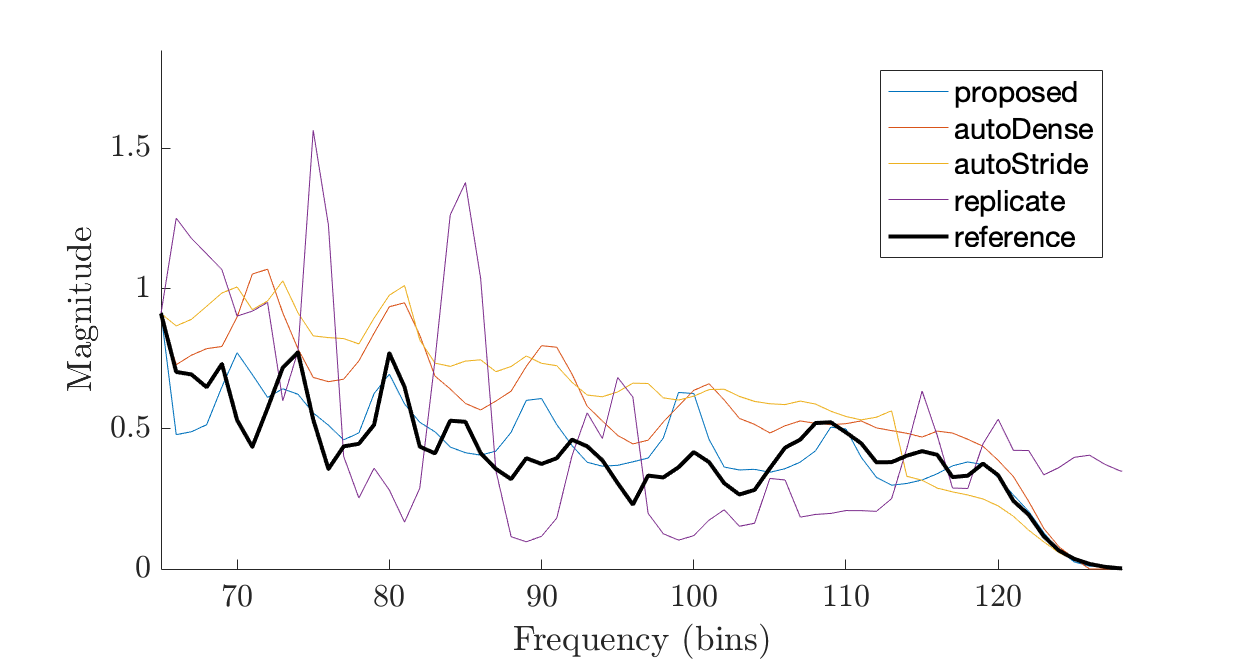 proposed
autoDense
autoStride
replicate
reference
1.5
1
0.5
0
Magnitude
70 80 90 100 110 120
Frequency (bins)